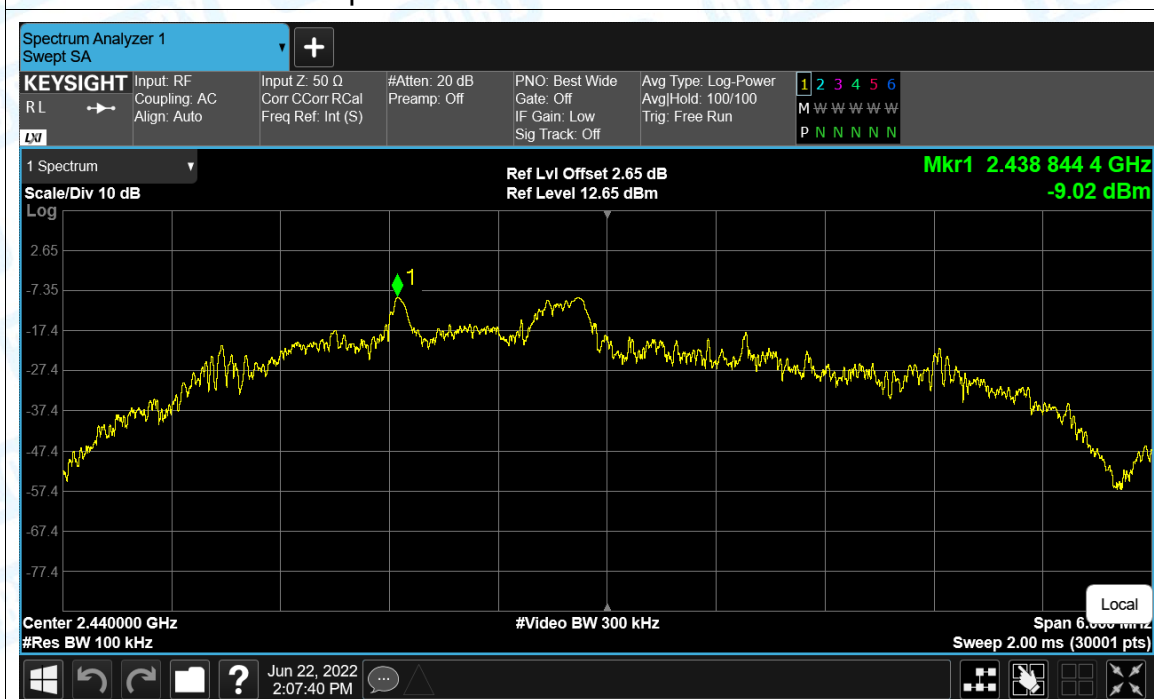 Spectrum Analyzer 1
Swept SA
+
KEYSIGHT
R L
LXI
Input: RF
Coupling: AC
Align: Auto
Input Z: 50 Ω
Corr CCorr RCal
Freq Ref: Int (S)
#Atten: 20 dB
Preamp: Off
PNO: Best Wide
Gate: Off
IF Gain: Low
Sig Track: Off
Avg Type: Log-Power
Avg|Hold: 100/100
Trig: Free Run
1 2 3 4 5 6
M W W W W W
P N N N N N
1 Spectrum
Scale/Div 10 dB
Ref Lvl Offset 2.65 dB
Ref Level 12.65 dBm
Mkr1 2.438 844 4 GHz
-9.02 dBm
Log
2.65
-7.35
-17.4
-27.4
-37.4
-47.4
-57.4
-67.4
-77.4
1
Local
Center 2.440000 GHz
#Res BW 100 kHz
#Video BW 300 kHz
Span 6.000 MHz
Sweep 2.00 ms (30001 pts)
?
Jun 22, 2022
2:07:40 PM